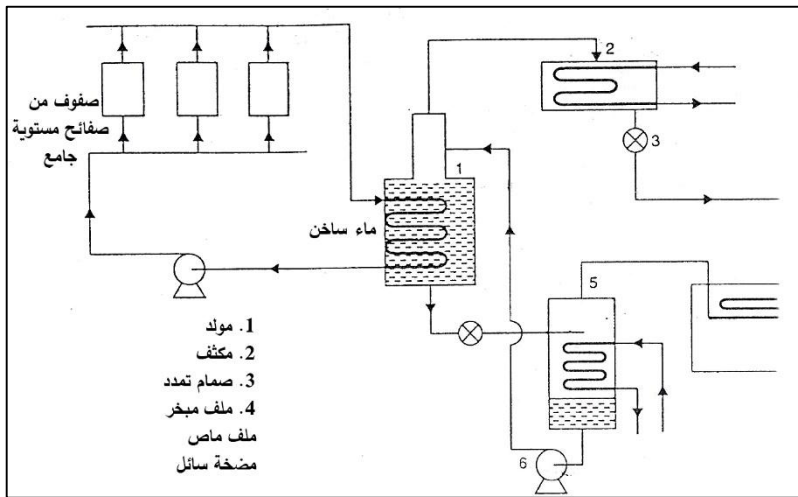 2
صفوف من
صفائح مستوية
جامع
3
1
ماء ساخن
5
1. مولد
2. مكثف
3. صمام تمدد
4. ملف مبخر
ملف ماص
مضخة سائل
6